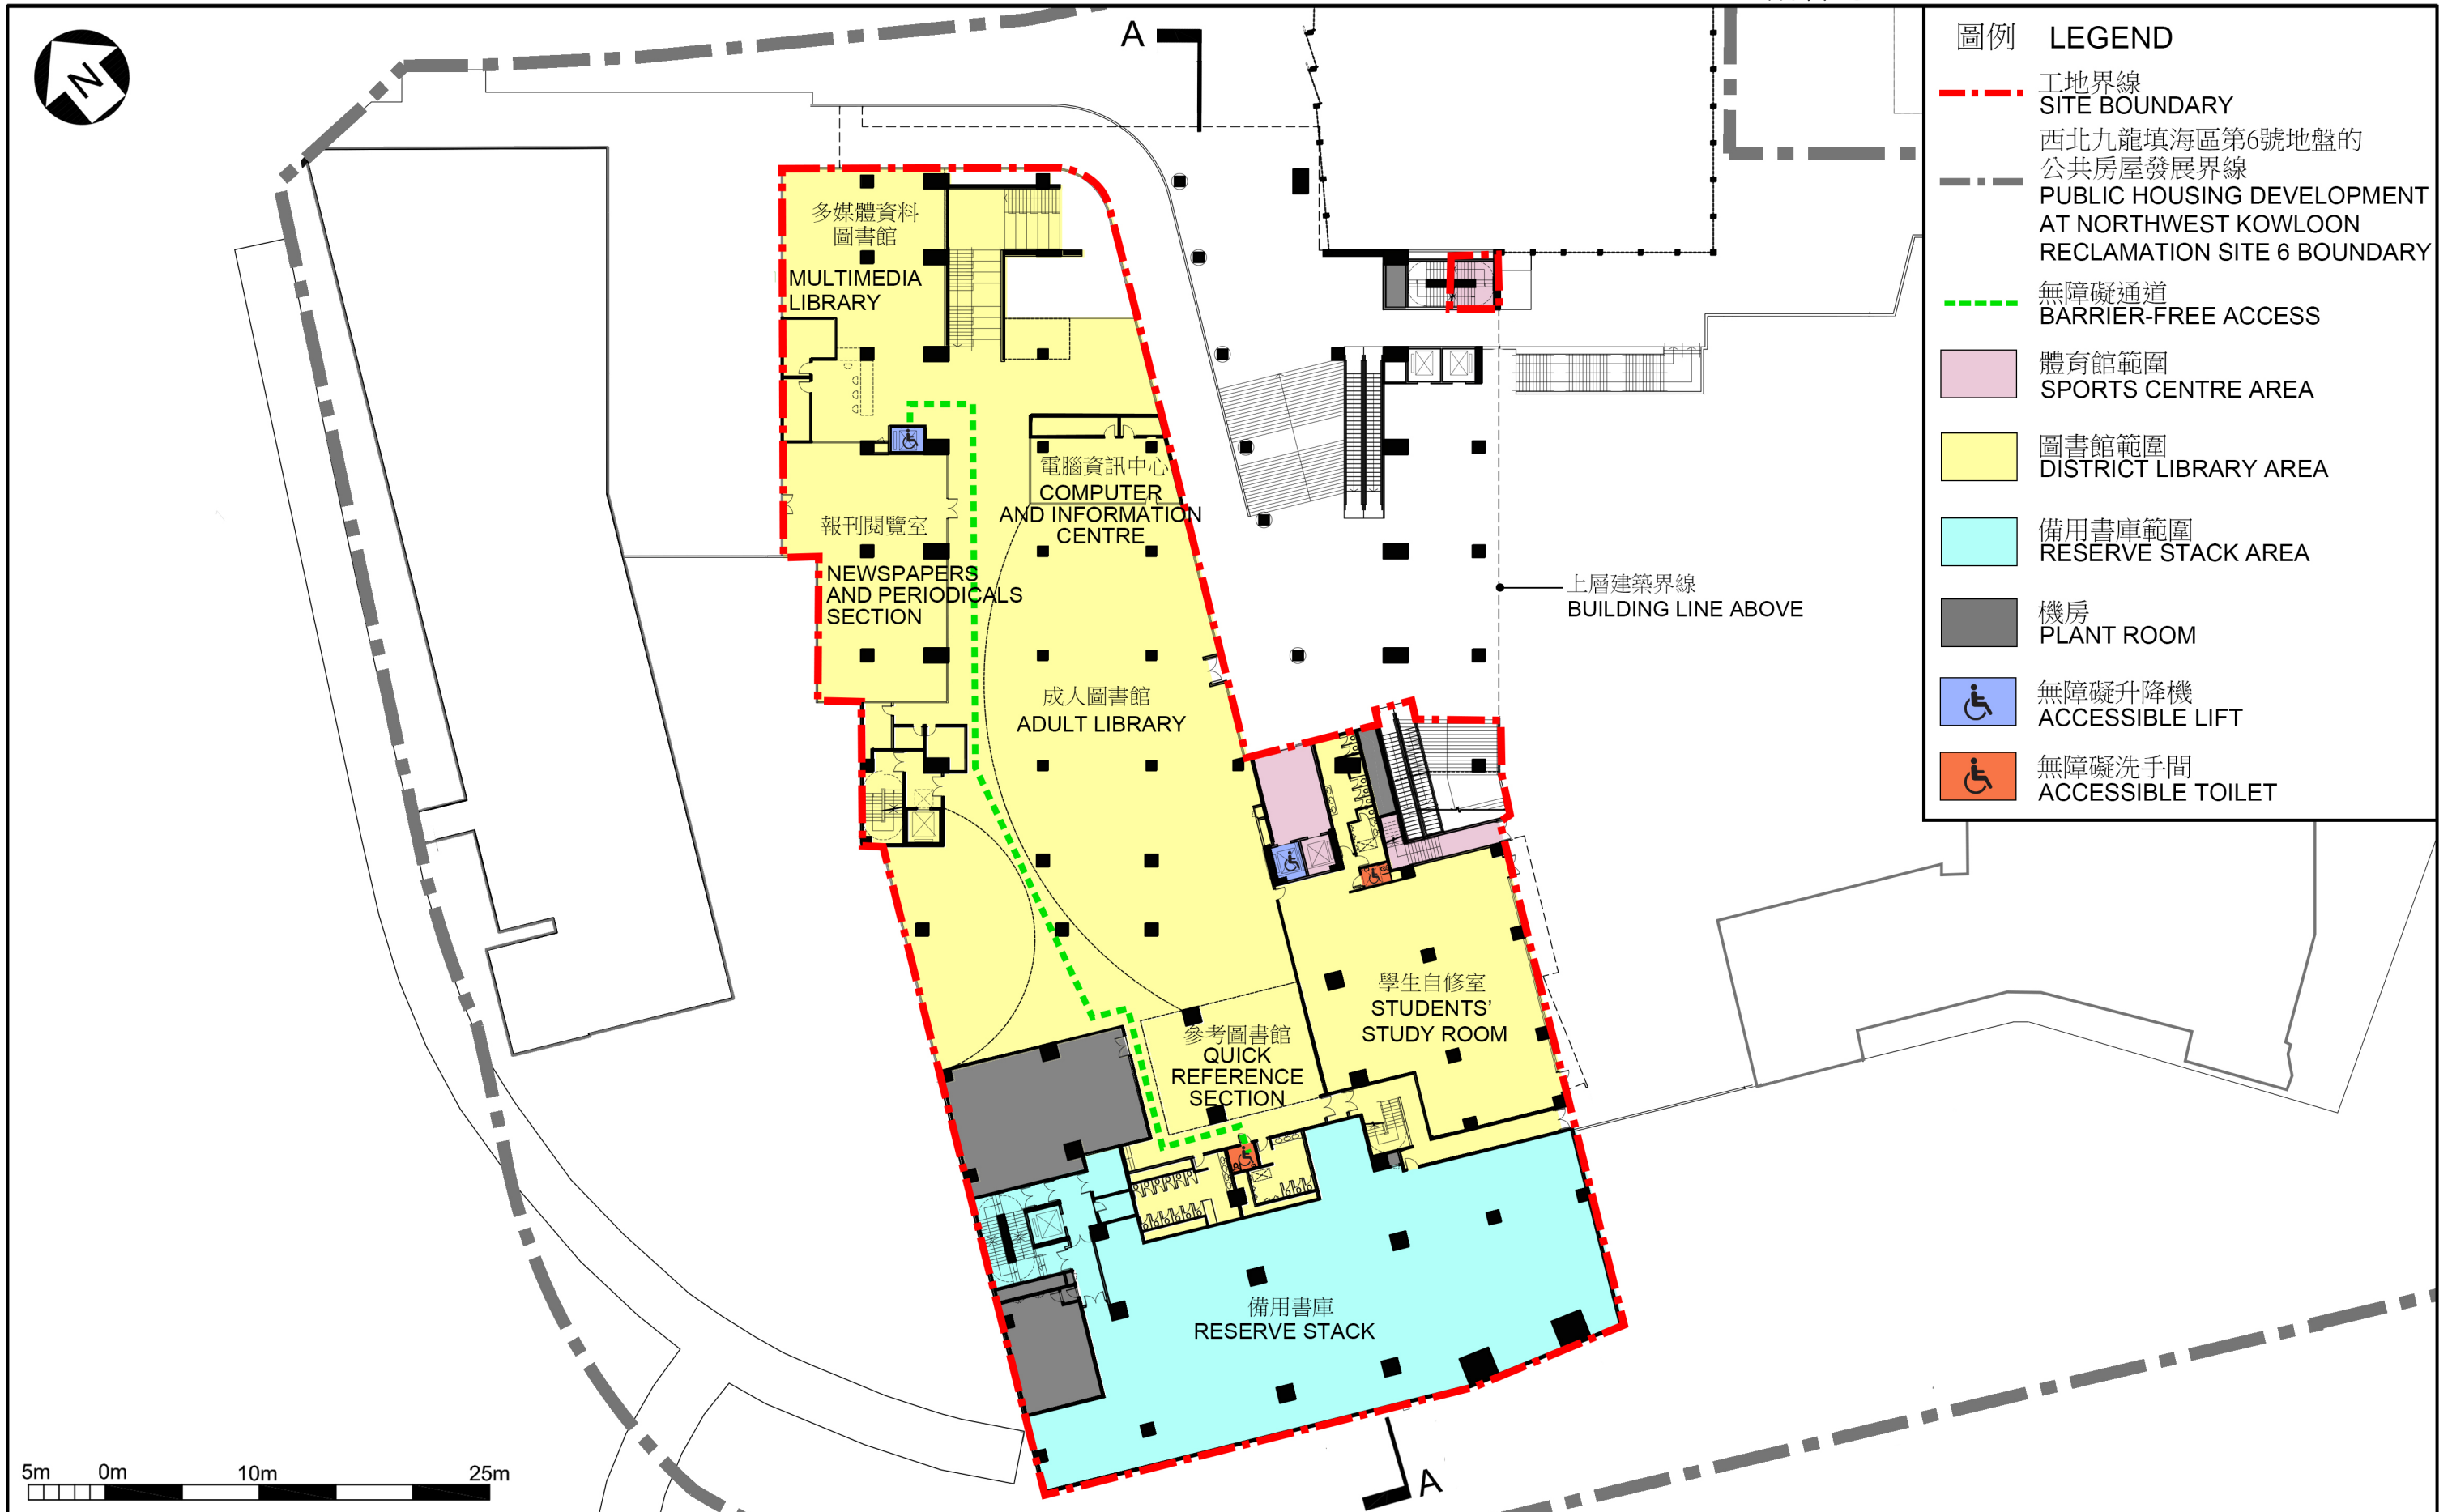 N
A
圖例 LEGEND
工地界線
SITE BOUNDARY
西北九龍填海區第6號地盤的
公共房屋發展界線
PUBLIC HOUSING DEVELOPMENT
AT NORTHWEST KOWLOON
RECLAMATION SITE 6 BOUNDARY
無障礙通道
BARRIER-FREE ACCESS
體育館範圍
SPORTS CENTRE AREA
圖書館範圍
DISTRICT LIBRARY AREA
備用書庫範圍
RESERVE STACK AREA
機房
PLANT ROOM
無障礙升降機
ACCESSIBLE LIFT
無障礙洗手間
ACCESSIBLE TOILET
多媒體資料
圖書館
MULTIMEDIA
LIBRARY
電腦資訊中心
COMPUTER
AND INFORMATION
CENTRE
報刊閱覽室
NEWSPAPERS
AND PERIODICALS
SECTION
上層建築界線
BUILDING LINE ABOVE
成人圖書館
ADULT LIBRARY
學生自修室
STUDENTS'
STUDY ROOM
參考圖書館
QUICK
REFERENCE
SECTION
備用書庫
RESERVE STACK
A
5m 0m 10m 25m